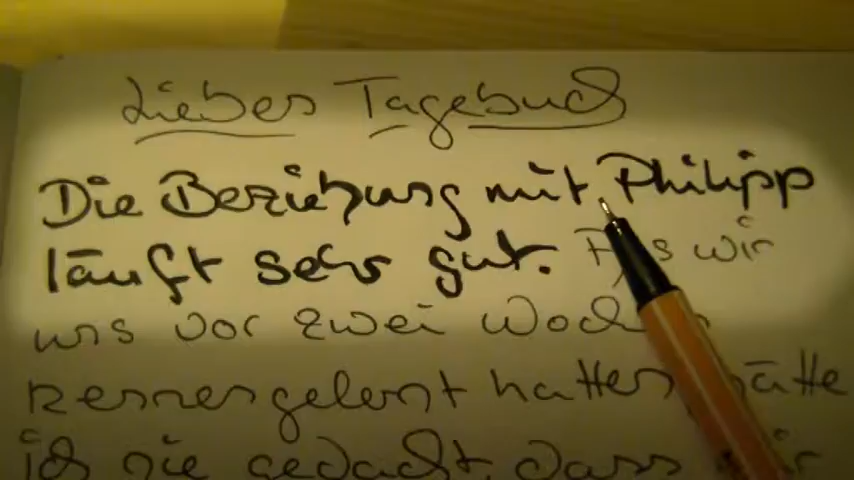 Liebes Tagebuch
Die Beziehung mit Philipp
läuft sehr gut. Als wir
uns vor zwei Wochen
kennengelernt hatten, hätte
ich nie gedacht, dass wir